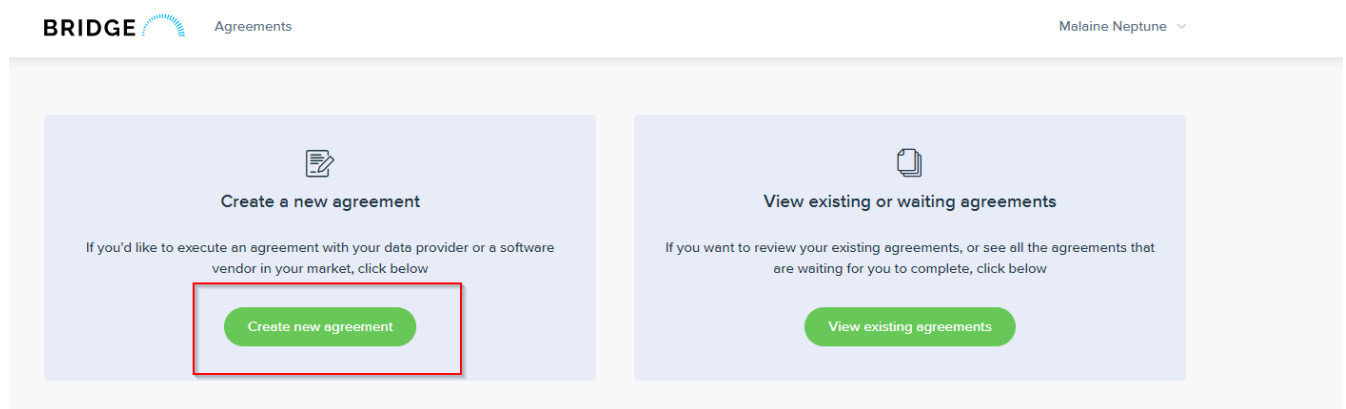 BRIDGE Agreements Malaine Neptune
Create a new agreement
If you'd like to execute an agreement with your data provider or a software
vendor in your market, click below
Create new agreement
View existing or waiting agreements
If you want to review your existing agreements, or see all the agreements that
are waiting for you to complete, click below
View existing agreements